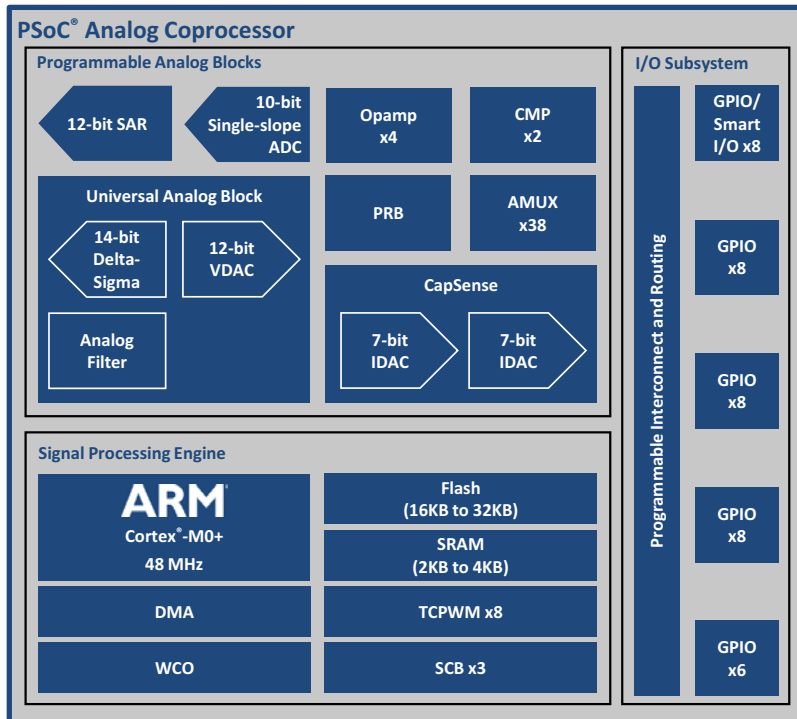 PSoC® Analog Coprocessor
Programmable Analog Blocks
12-bit SAR
10-bit
Single-slope
ADC
Opamp
x4
CMP
x2
Universal Analog Block
14-bit
Delta-
Sigma
12-bit
VDAC
Analog
Filter
PRB
AMUX
x38
CapSense
7-bit
IDAC
7-bit
IDAC
Signal Processing Engine
ARM
Cortex®-M0+
48 MHz
Flash
(16KB to 32KB)
SRAM
(2KB to 4KB)
DMA
TCPWM x8
WCO
SCB x3
I/O Subsystem
Programmable Interconnect and Routing
GPIO/
Smart
I/O x8
GPIO
x8
GPIO
x8
GPIO
x8
GPIO
x6